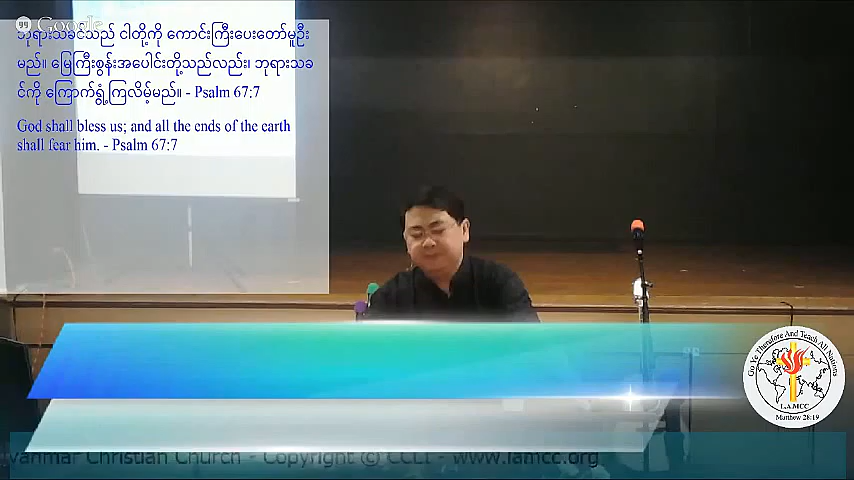 Google
ဘုရားသခင်သည် ငါတို့ကို ကောင်းကြီးပေးတော်မူဦး
မည်။ မြေကြီးစွန်းအပေါင်းတို့သည်လည်း၊ ဘုရားသခ
င်ကို ကြောက်ရွံ့ကြလိမ့်မည်။ - Psalm 67:7
God shall bless us; and all the ends of the earth
shall fear him. - Psalm 67:7
Go Ye Therefore And Teach All Nations
LAMCC
Matthew 28:19
Christian Church - Copyright © CCLI - www.lamcc.org